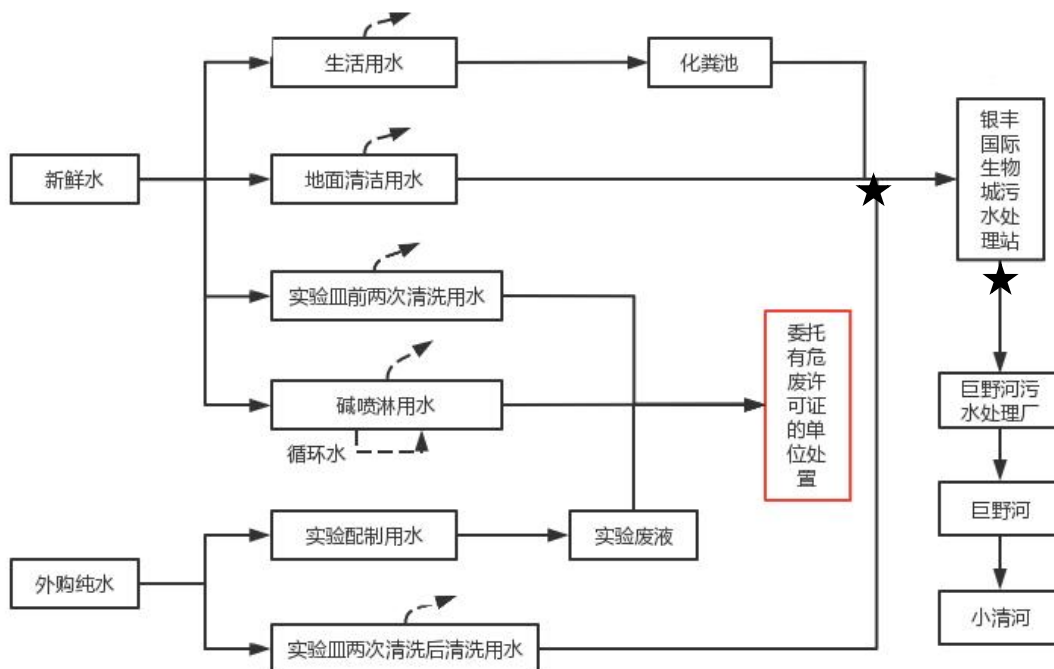 生活用水
化粪池
新鲜水
地面清洁用水
银丰
国际
生物
城污
水处
理站
实验皿前两次清洗用水
碱喷淋用水
循环水
委托
有危
废许
可证
的单
位处
置
巨野河污
水处理厂
外购纯水
实验配制用水
实验废液
巨野河
实验皿两次清洗后清洗用水
小清河